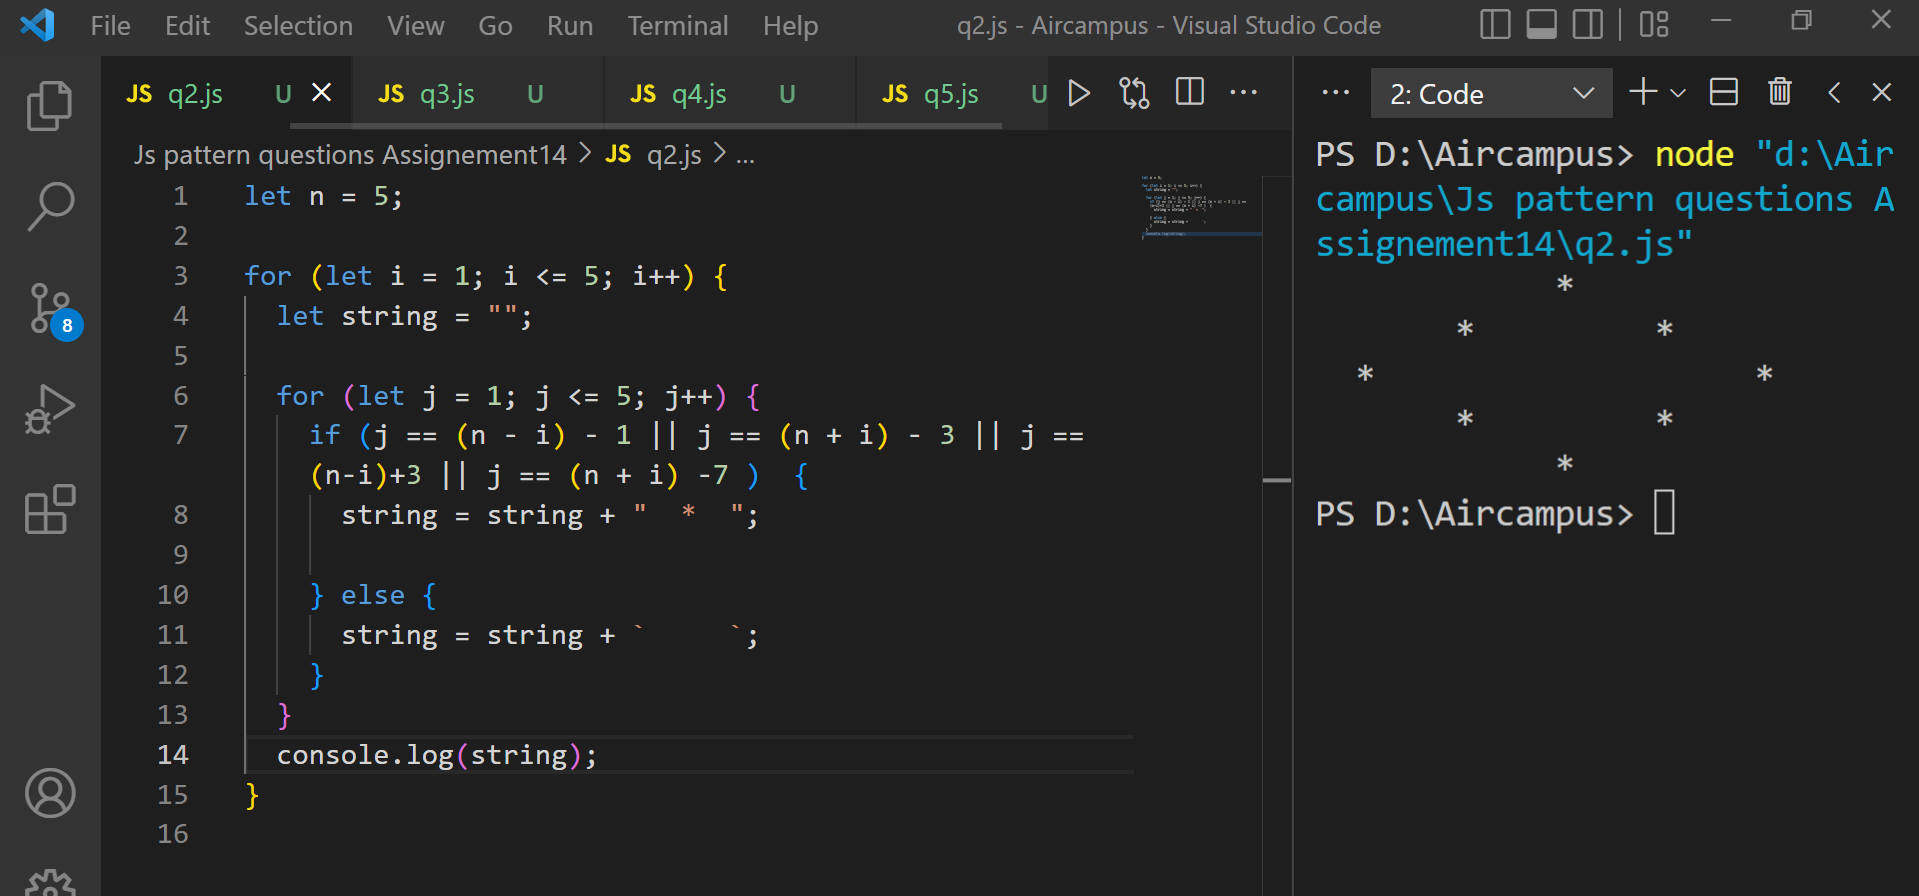 File Edit Selection View Go Run Terminal Help q2.js - Aircampus - Visual Studio Code
JS q2.js U JS q3.js U JS q4.js U JS q5.js U
Js pattern questions Assignement14 > JS q2.js > ...
1 let n = 5;
2
3 for (let i = 1; i <= 5; i++) {
4 let string = "";
5
6 for (let j = 1; j <= 5; j++) {
7 if (j == (n - i) - 1 || j == (n + i) - 3 || j ==
(n-i)+3 || j == (n + i) -7 )  {
8 string = string + "  *  ";
9
10 } else {
11 string = string + `     `;
12 }
13 }
14 console.log(string);
15 }
16
8
2: Code
PS D:\Aircampus> node "d:\Air
campus\Js pattern questions A
ssignement14\q2.js"
            *
       *         *
  *                   *
       *         *
            *
PS D:\Aircampus>